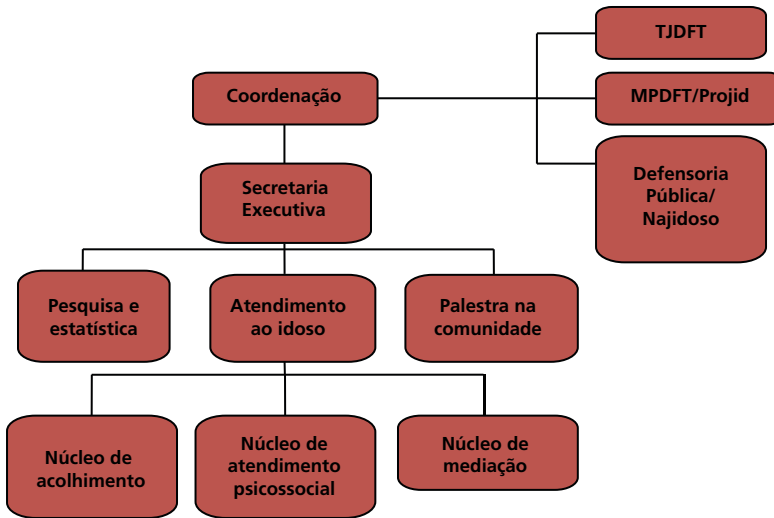 TJDFT
Coordenação
MPDFT/Projid
Defensoria
Pública/
Najidoso
Secretaria
Executiva
Pesquisa e
estatística
Atendimento
ao idoso
Palestra na
comunidade
Núcleo de
acolhimento
Núcleo de
atendimento
psicossocial
Núcleo de
mediação